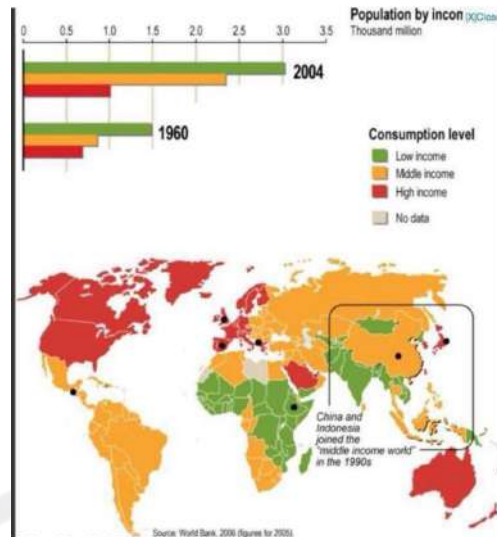 Population by incom [X]Close
Thousand million
0 0.5 1.0 1.5 2.0 2.5 3.0 3.5
2004
1960
Consumption level
Low income
Middle income
High income
No data
China and
Indonesia
joined the
"middle income world"
in the 1990s
Source: World Bank, 2006 (figures for 2005).